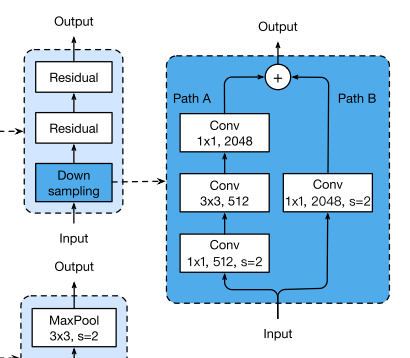 Output
Residual
Residual
Down
sampling
Input
Output
MaxPool
3x3, s=2
Output
+
Path A
Path B
Conv
1x1, 2048
Conv
3x3, 512
Conv
1x1, 2048, s=2
Conv
1x1, 512, s=2
Input